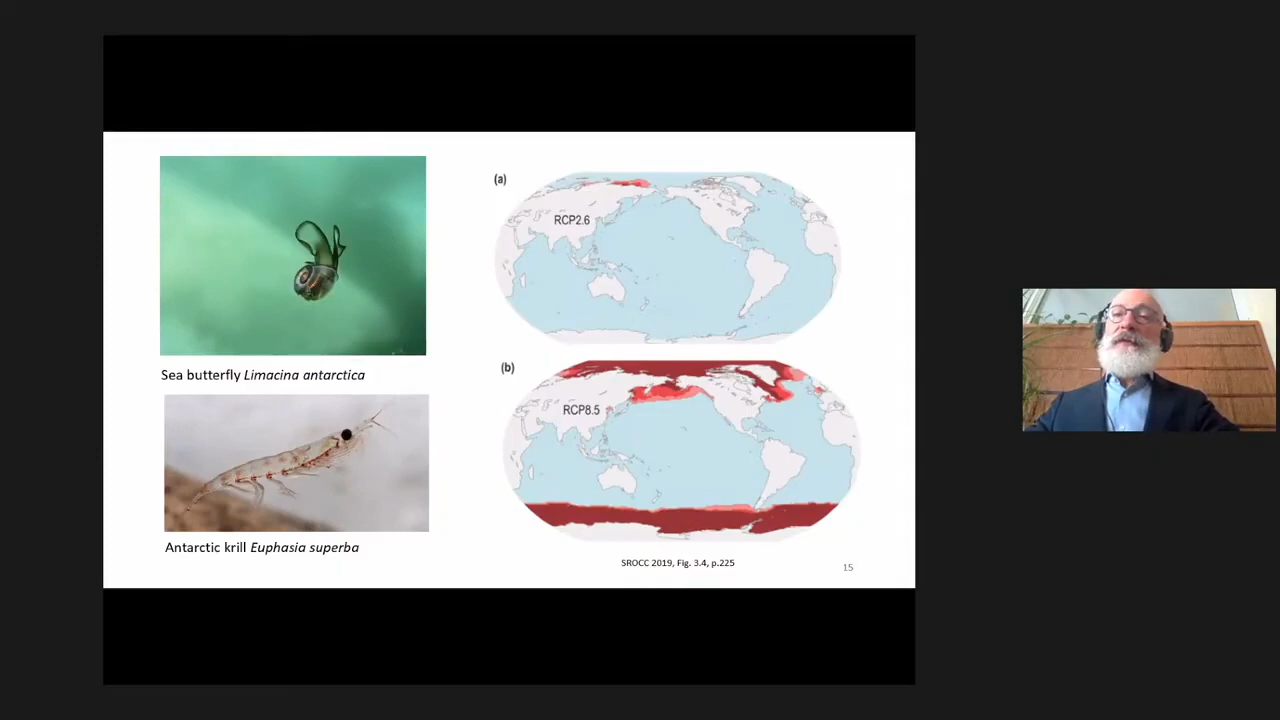 Sea butterfly Limacina antarctica
Antarctic krill Euphasia superba
(a)
RCP2.6
(b)
RCP8.5
SROCC 2019, Fig. 3.4, p.225
15